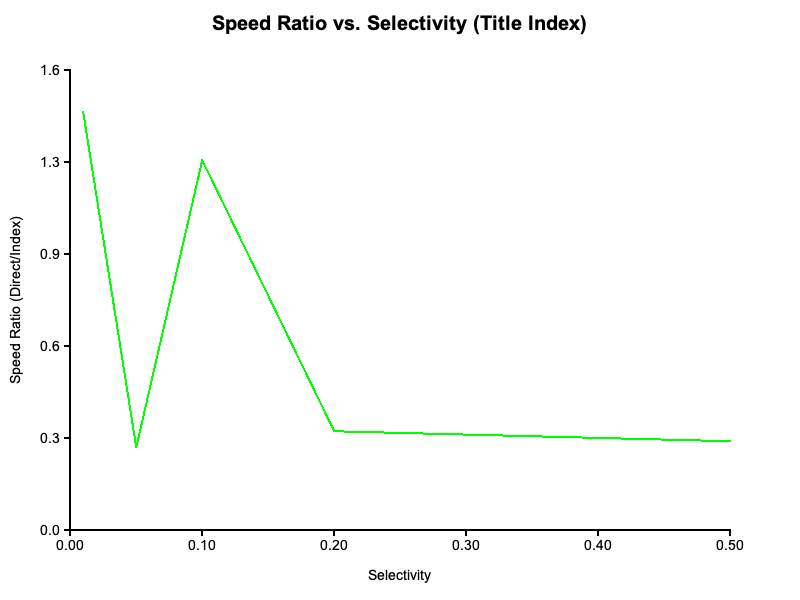 Speed Ratio vs. Selectivity (Title Index)
1.6
1.3
0.9
0.6
0.3
0.0
Speed Ratio (Direct/Index)
0.00 0.10 0.20 0.30 0.40 0.50
Selectivity